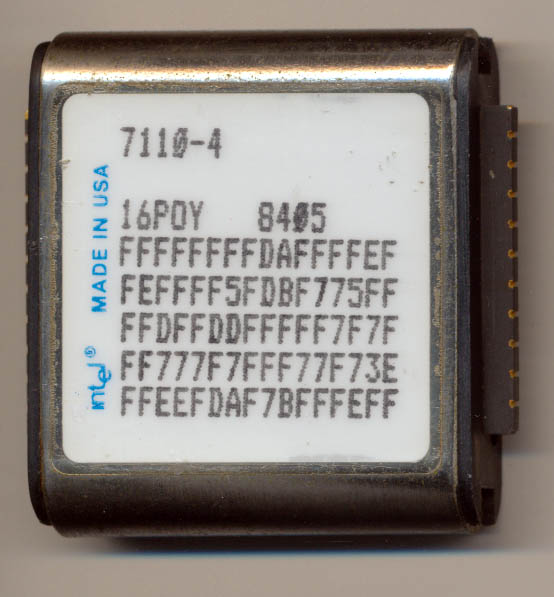 7110-4
16PDY 8405
FFFFFFFFDAFFFFEF
FEFFFF5FDBF775FF
FFDFFDDFFFFF7F7F
FF777F7FFF77F73E
FFEEFDAF7BFFFEFF
intel® MADE IN USA